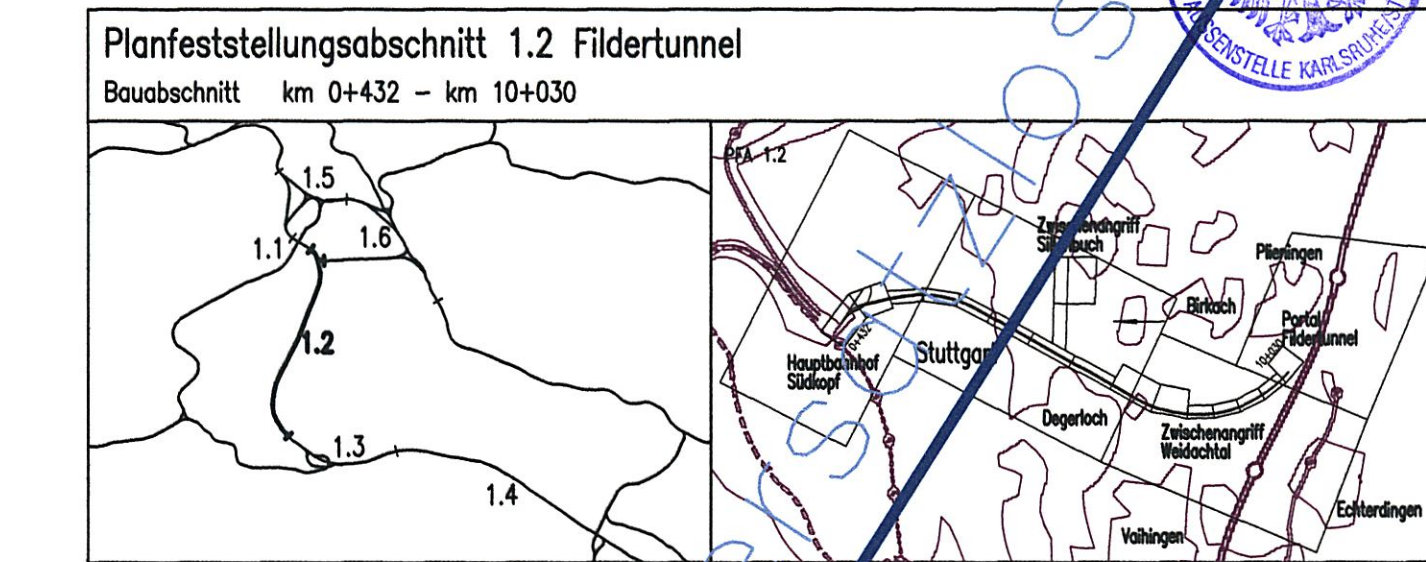 Planfeststellungsabschnitt 1.2 Fildertunnel
Bauabschnitt km 0+432 – km 10+030
AUSSENSTELLE KARLSRUHE/ST
1.5
1.6
1.1
1.2
1.3
1.4
PFA 1.2
Zwischenangriff
Sillenbuch
Plieningen
Birkach
Portal
Fildertunnel
Hauptbahnhof
Südkopf
0+432
Stuttgart
10+030
Degerloch
Zwischenangriff
Weidachtal
Echterdingen
Vaihingen